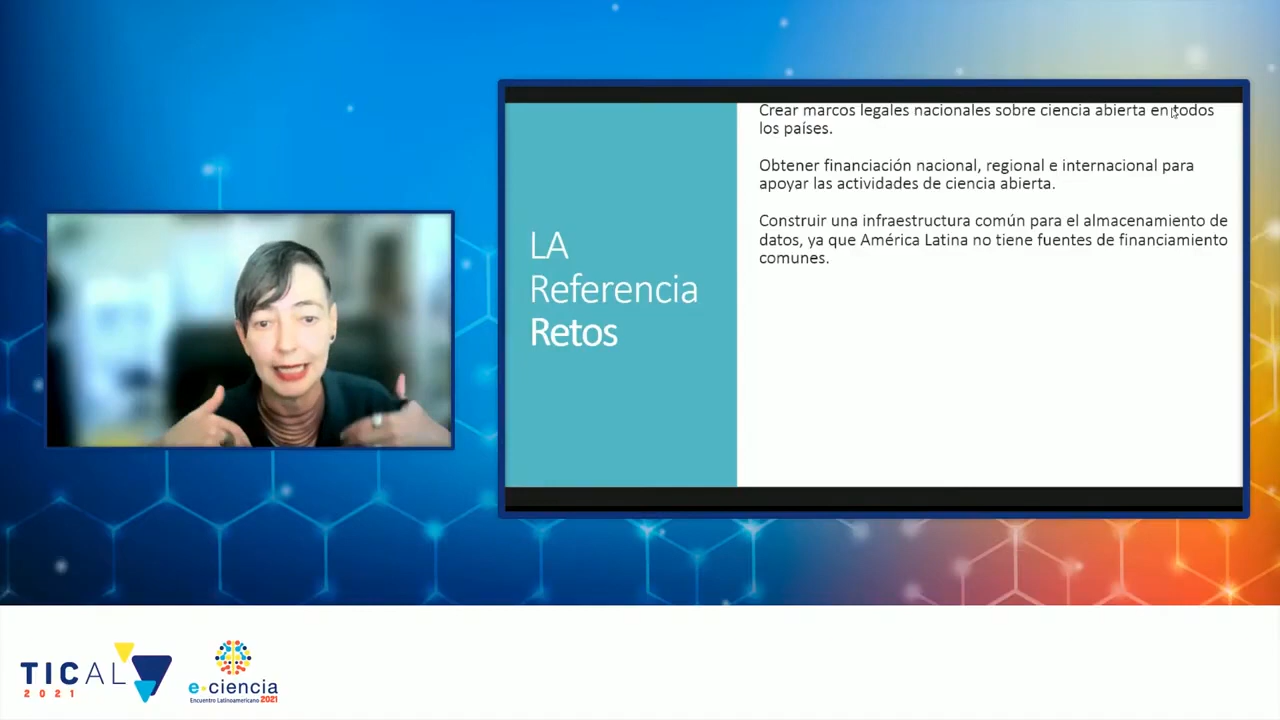 LA
Referencia
Retos
Crear marcos legales nacionales sobre ciencia abierta en todos
los países.
Obtener financiación nacional, regional e internacional para
apoyar las actividades de ciencia abierta.
Construir una infraestructura común para el almacenamiento de
datos, ya que América Latina no tiene fuentes de financiamiento
comunes.
TICAL
2021
e-ciencia
Encuentro Latinoamericano 2021